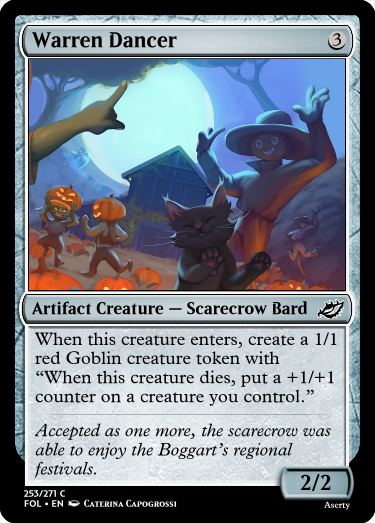 Warren Dancer 3
Artifact Creature — Scarecrow Bard
When this creature enters, create a 1/1
red Goblin creature token with
“When this creature dies, put a +1/+1
counter on a creature you control.”
Accepted as one more, the scarecrow was
able to enjoy the Boggart's regional
festivals.
2/2
253/271 C
FOL • EN Caterina Capogrossi
Aserty